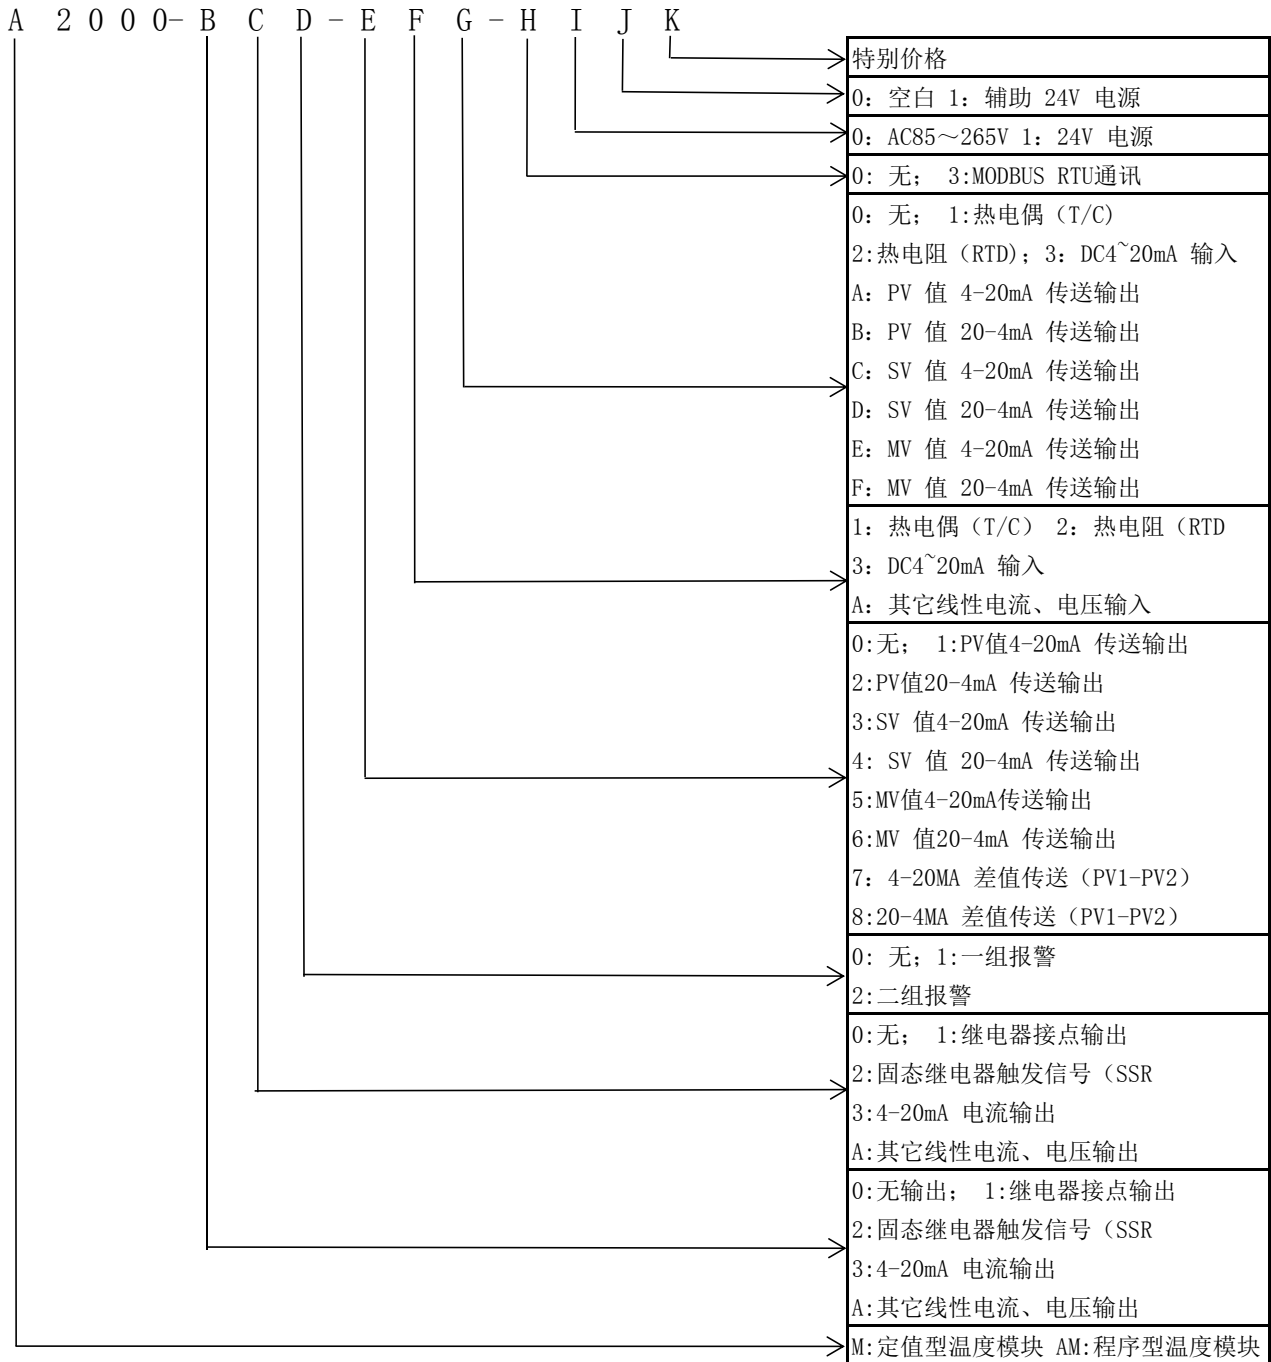 A 2 0 0 0- B C D - E F G - H I J K
特别价格
0: 空白 1: 辅助 24V 电源
0: AC85～265V 1: 24V 电源
0: 无; 3:MODBUS RTU通讯
0: 无; 1:热电偶（T/C)
2:热电阻（RTD); 3: DC4~20mA 输入
A: PV 值 4-20mA 传送输出
B: PV 值 20-4mA 传送输出
C: SV 值 4-20mA 传送输出
D: SV 值 20-4mA 传送输出
E: MV 值 4-20mA 传送输出
F: MV 值 20-4mA 传送输出
1: 热电偶（T/C） 2: 热电阻（RTD
3: DC4~20mA 输入
A: 其它线性电流、电压输入
0:无; 1:PV值4-20mA 传送输出
2:PV值20-4mA 传送输出
3:SV 值4-20mA 传送输出
4: SV 值 20-4mA 传送输出
5:MV值4-20mA传送输出
6:MV 值20-4mA 传送输出
7: 4-20MA 差值传送（PV1-PV2）
8:20-4MA 差值传送（PV1-PV2）
0: 无; 1:一组报警
2:二组报警
0:无; 1:继电器接点输出
2:固态继电器触发信号（SSR
3:4-20mA 电流输出
A:其它线性电流、电压输出
0:无输出; 1:继电器接点输出
2:固态继电器触发信号（SSR
3:4-20mA 电流输出
A:其它线性电流、电压输出
M:定值型温度模块 AM:程序型温度模块